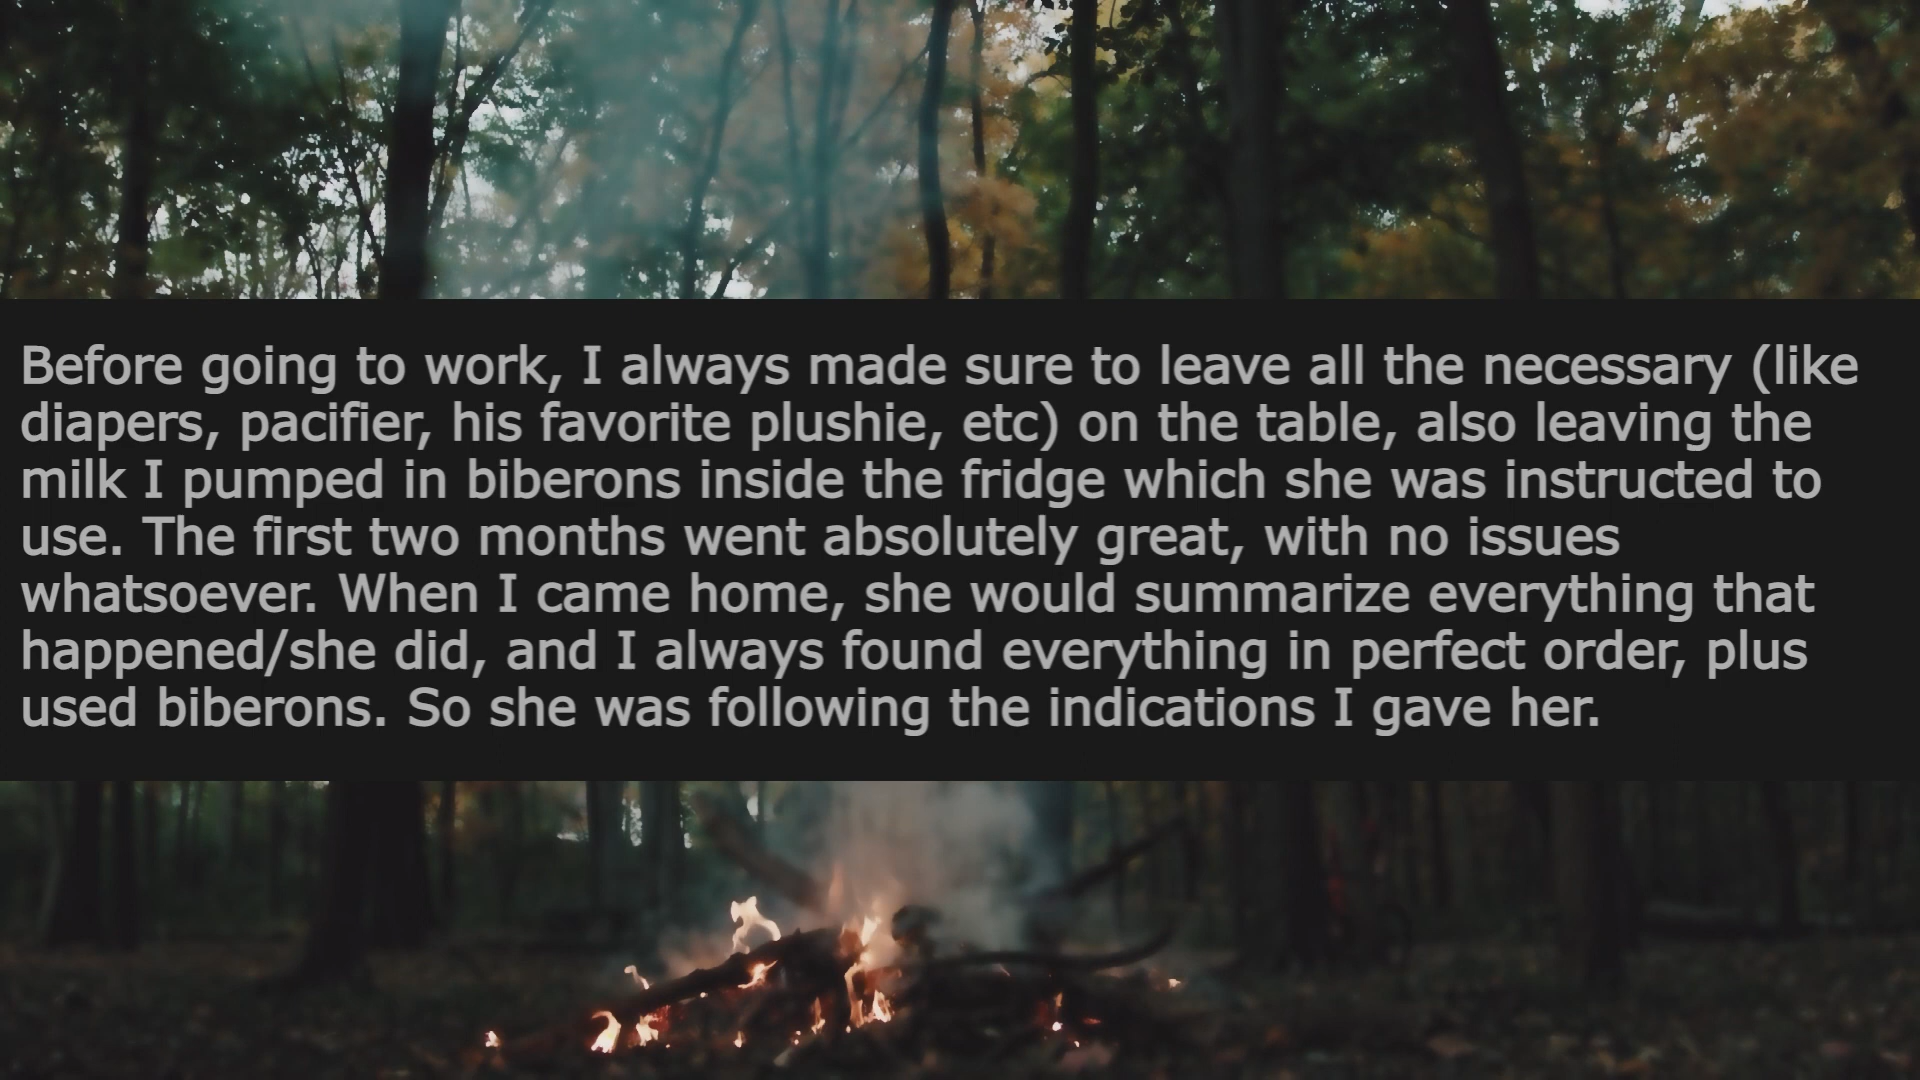 Before going to work, I always made sure to leave all the necessary (like
diapers, pacifier, his favorite plushie, etc) on the table, also leaving the
milk I pumped in biberons inside the fridge which she was instructed to
use. The first two months went absolutely great, with no issues
whatsoever. When I came home, she would summarize everything that
happened/she did, and I always found everything in perfect order, plus
used biberons. So she was following the indications I gave her.